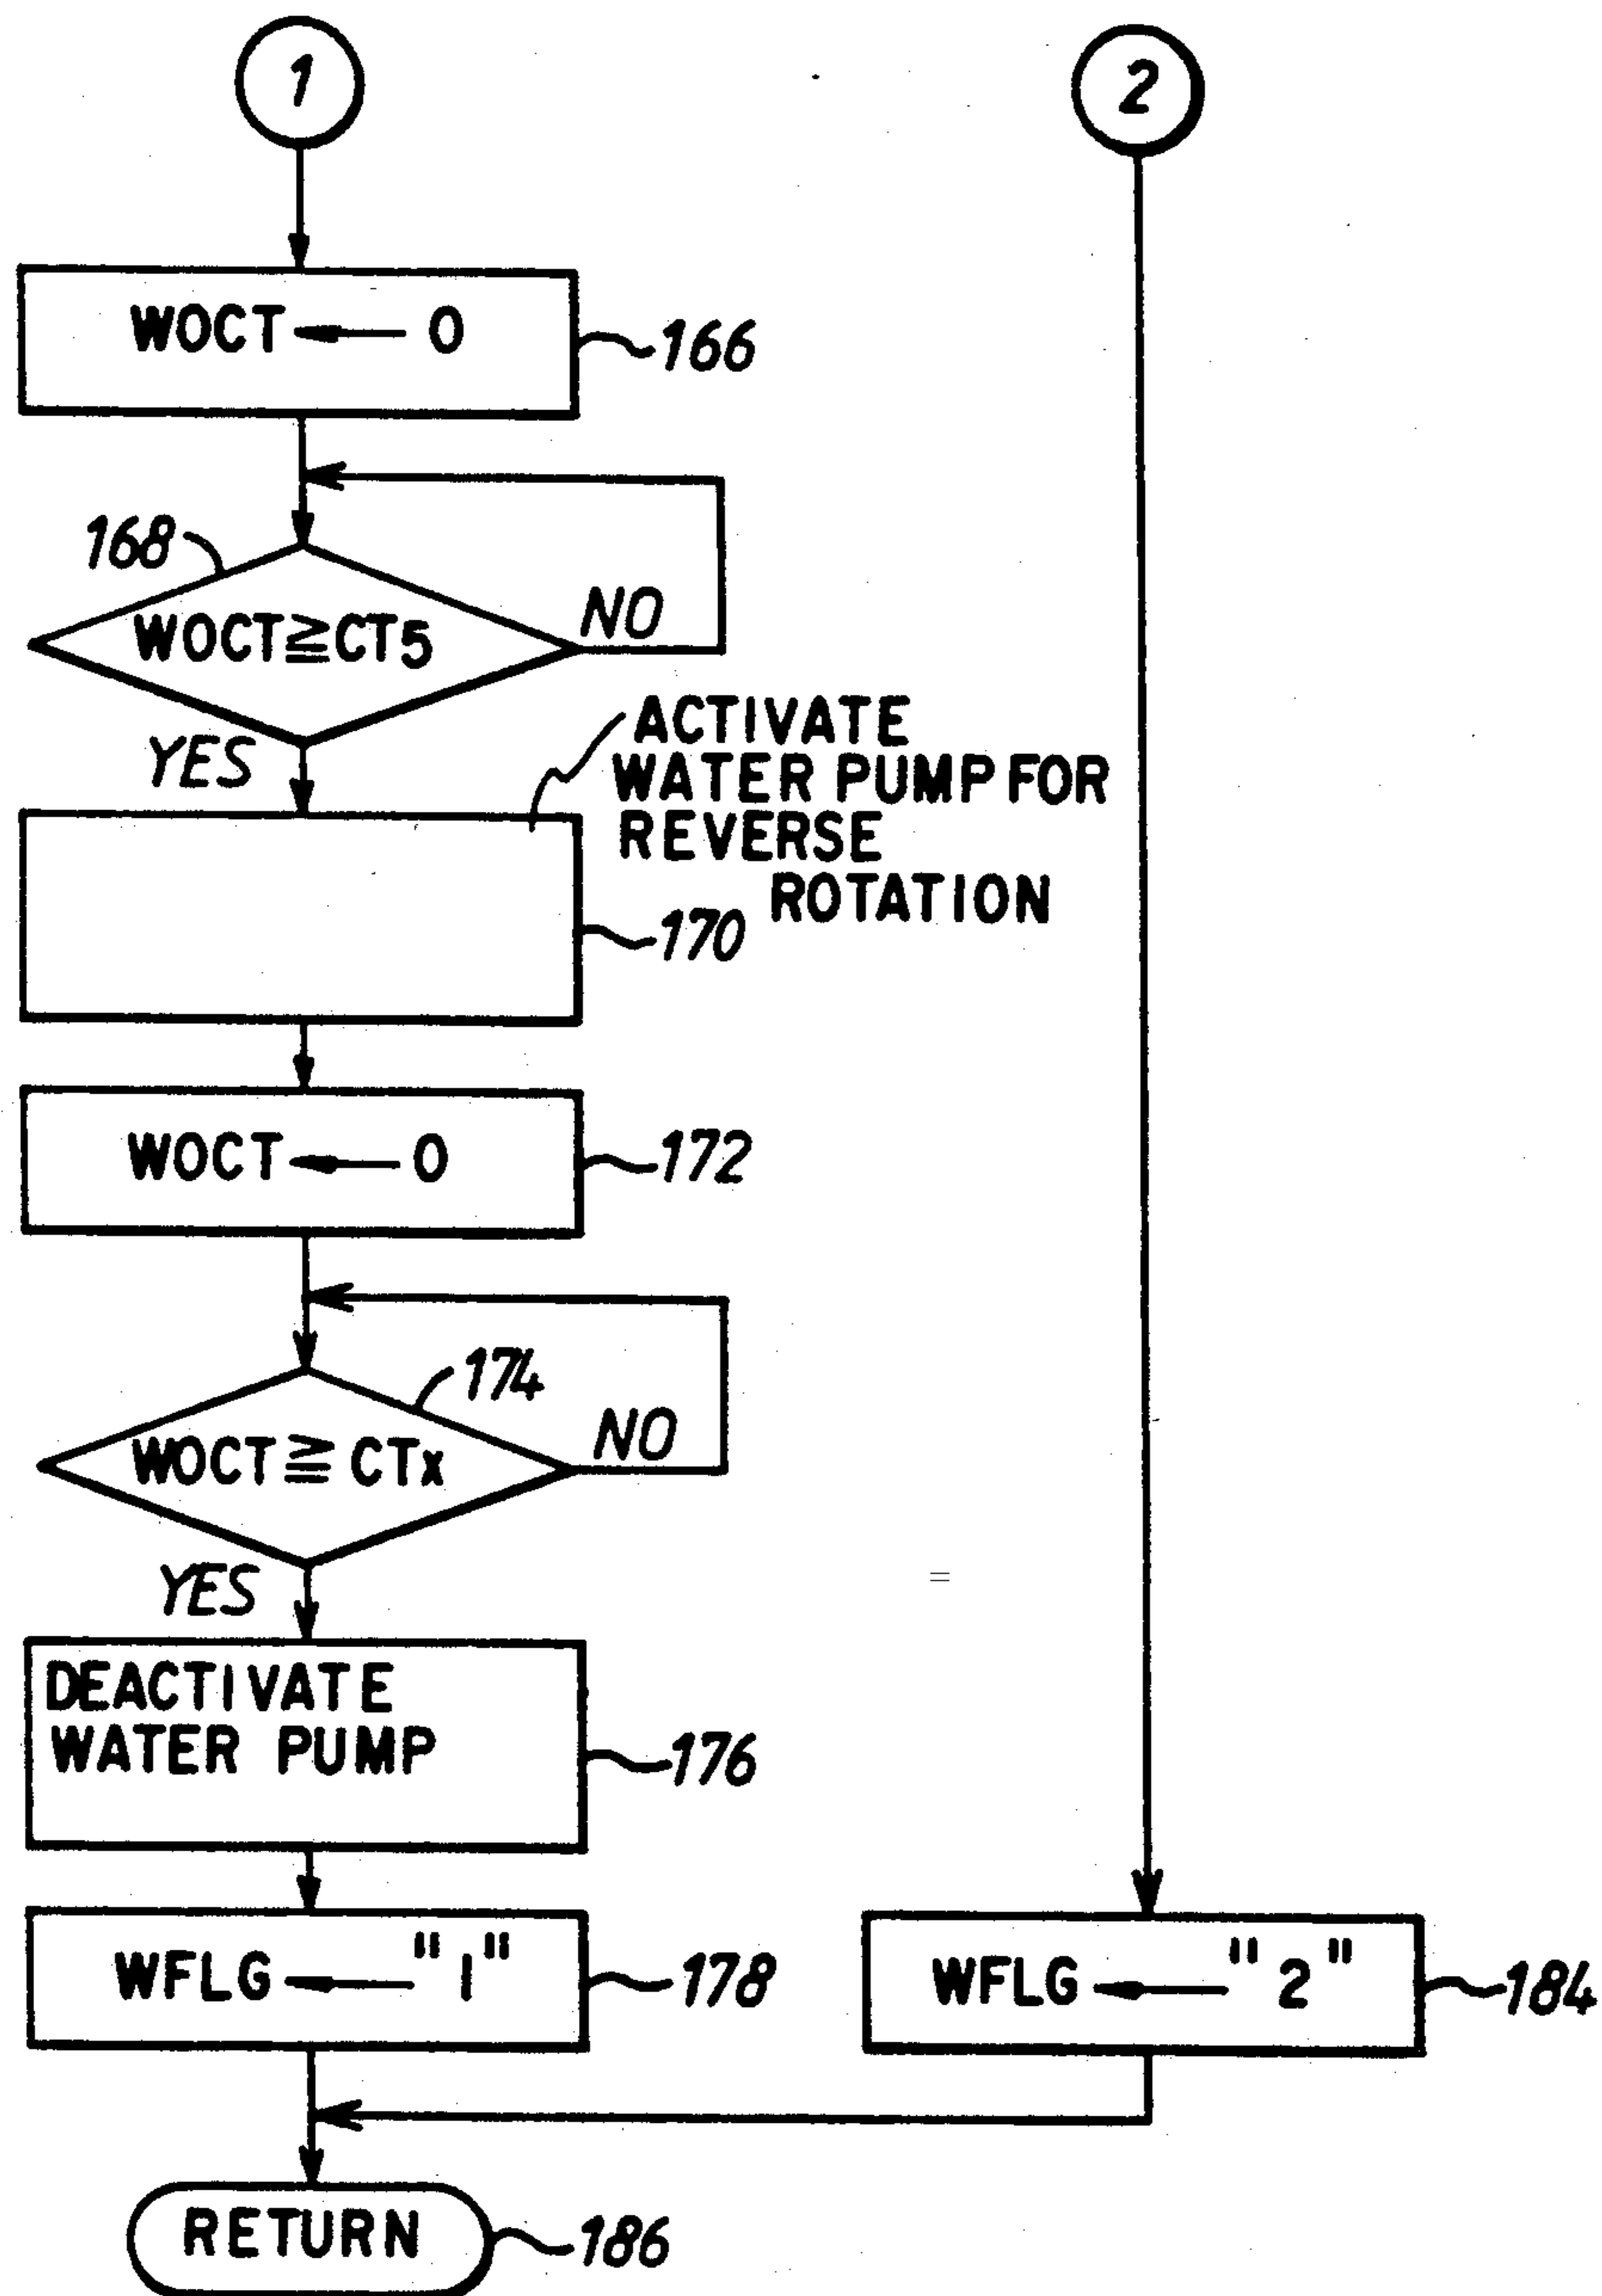 1
2
WOCT ← 0
166
168
WOCT≧CT5
NO
YES
ACTIVATE
WATER PUMP FOR
REVERSE
ROTATION
170
WOCT ← 0
172
174
WOCT ≧ CTx
NO
YES
DEACTIVATE
WATER PUMP
176
WFLG ← "1"
178
WFLG ← "2"
184
RETURN
186